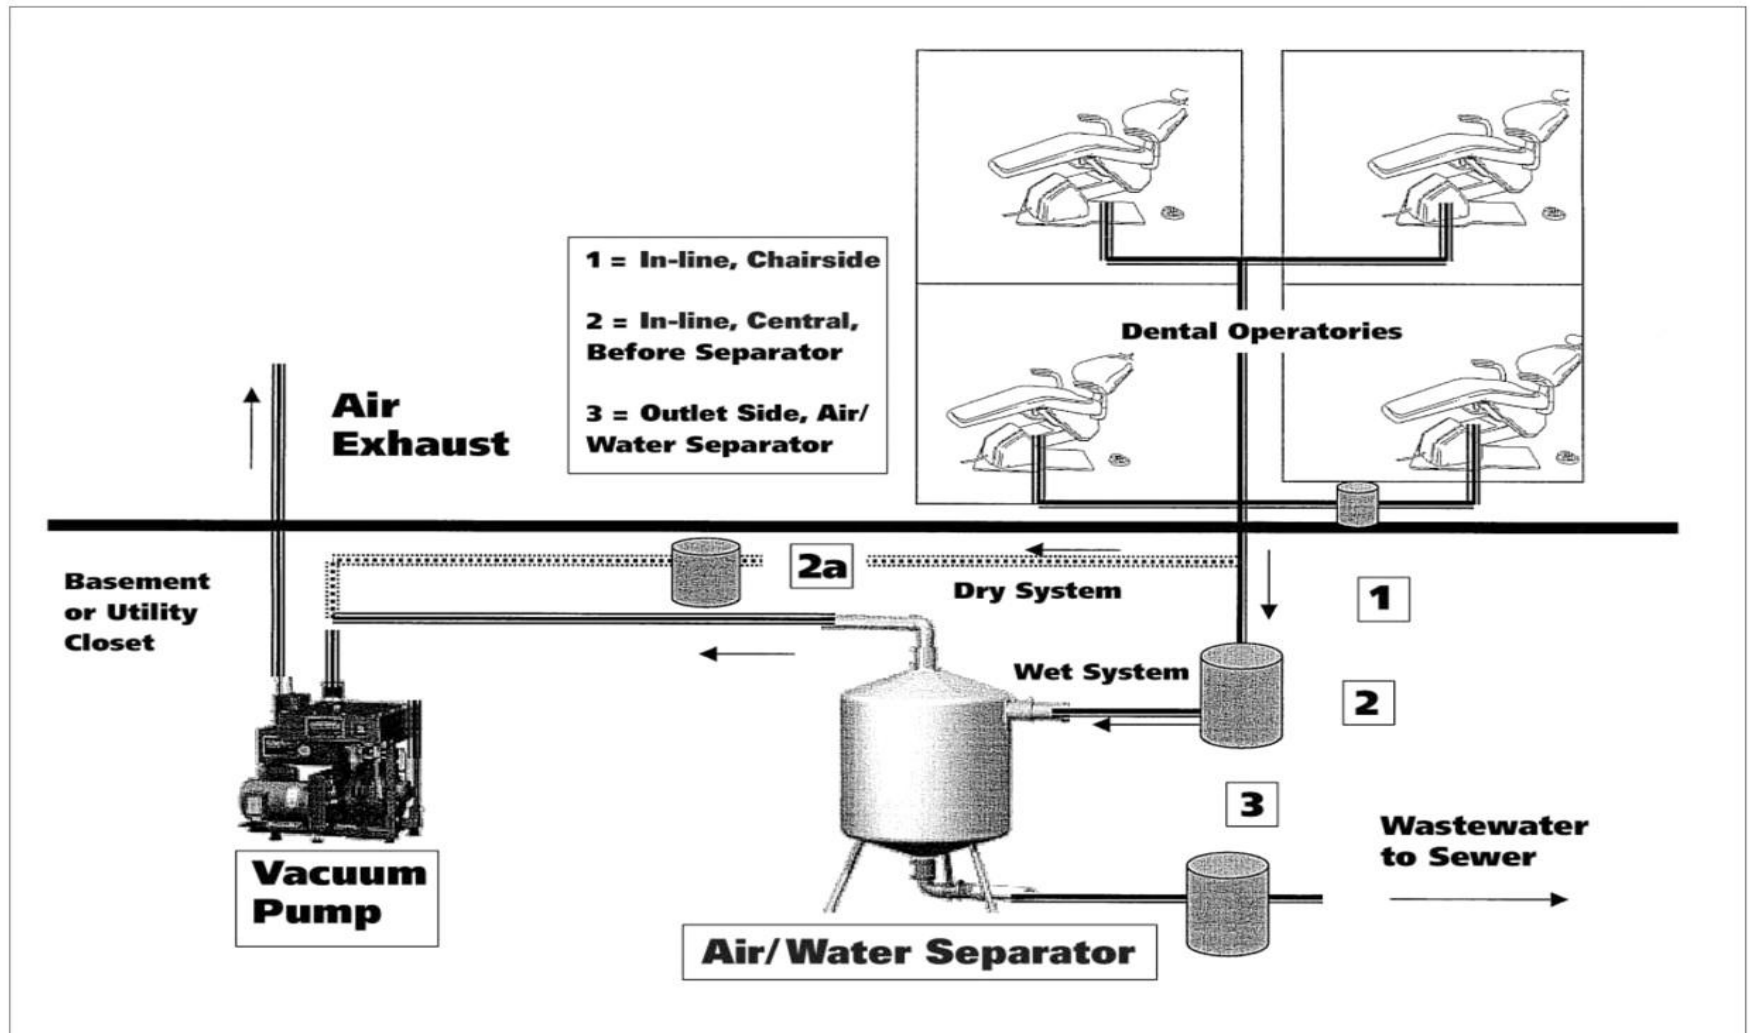 1 = In-line, Chairside
2 = In-line, Central,
Before Separator
3 = Outlet Side, Air/
Water Separator
Dental Operatories
Air
Exhaust
Basement
or Utility
Closet
2a
Dry System
1
Wet System
2
3
Wastewater
to Sewer
Vacuum
Pump
Air/Water Separator